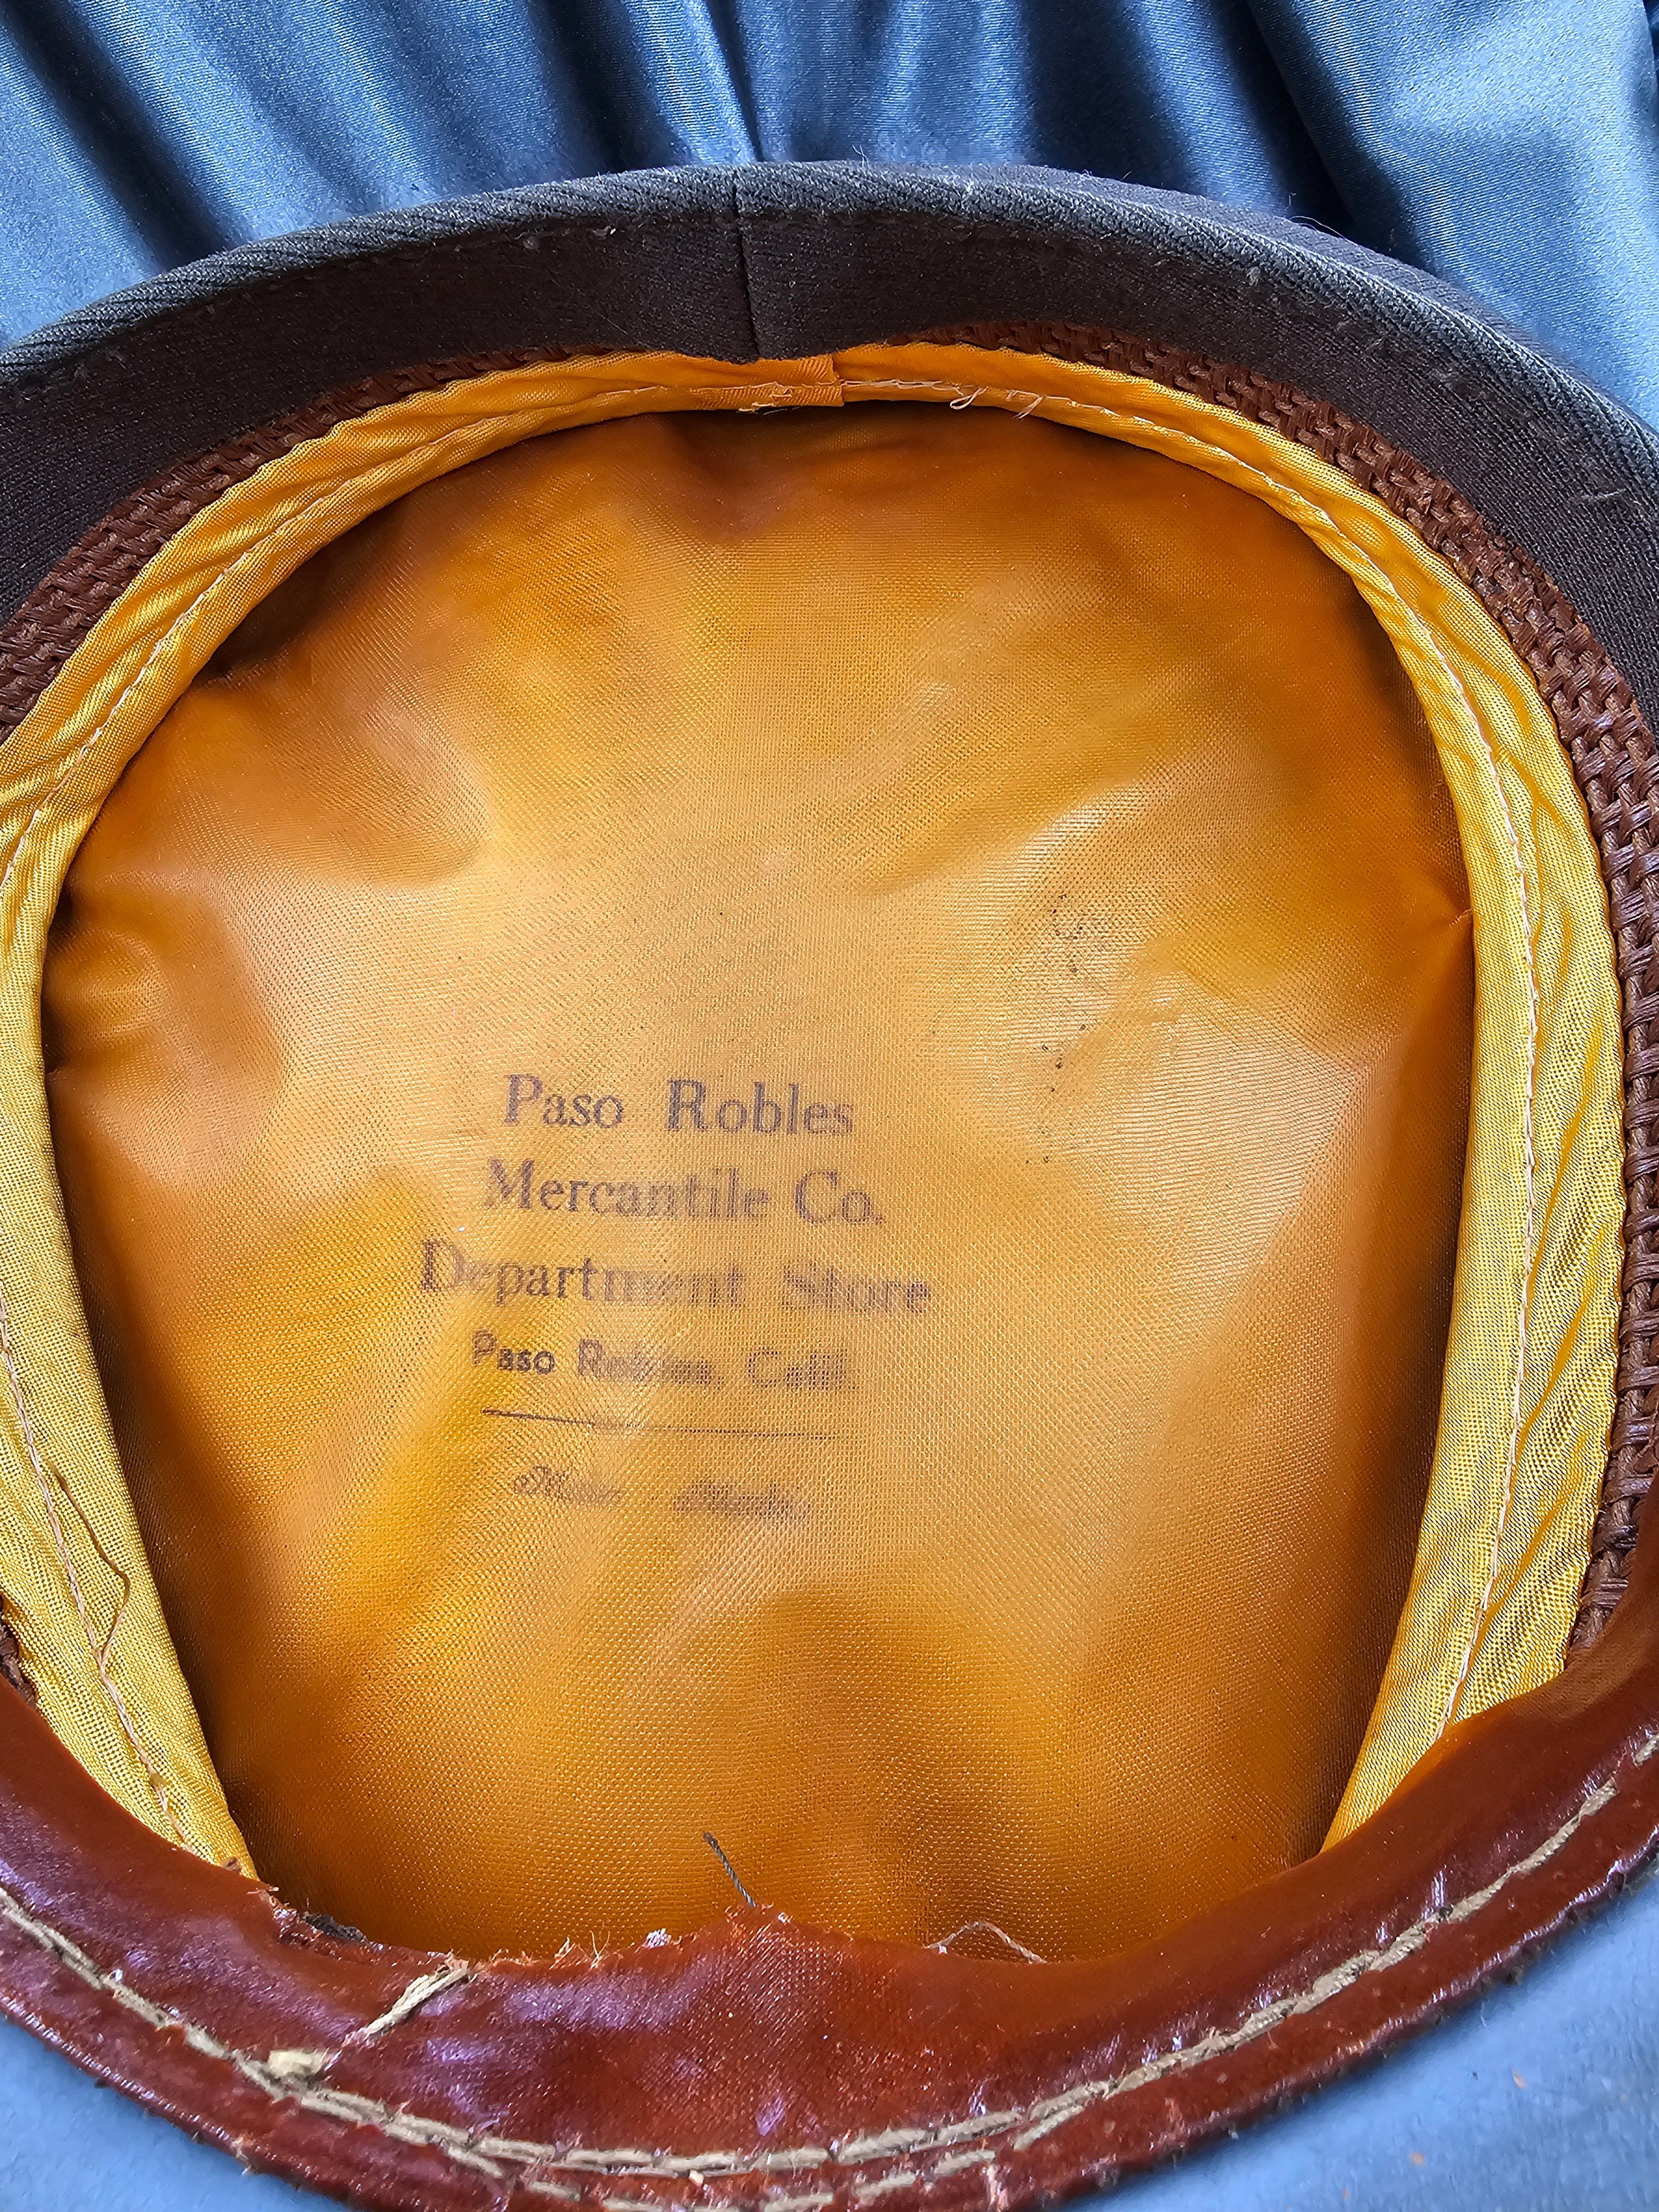 Paso Robles
Mercantile Co.
Department Store
Paso Robles, Calif.